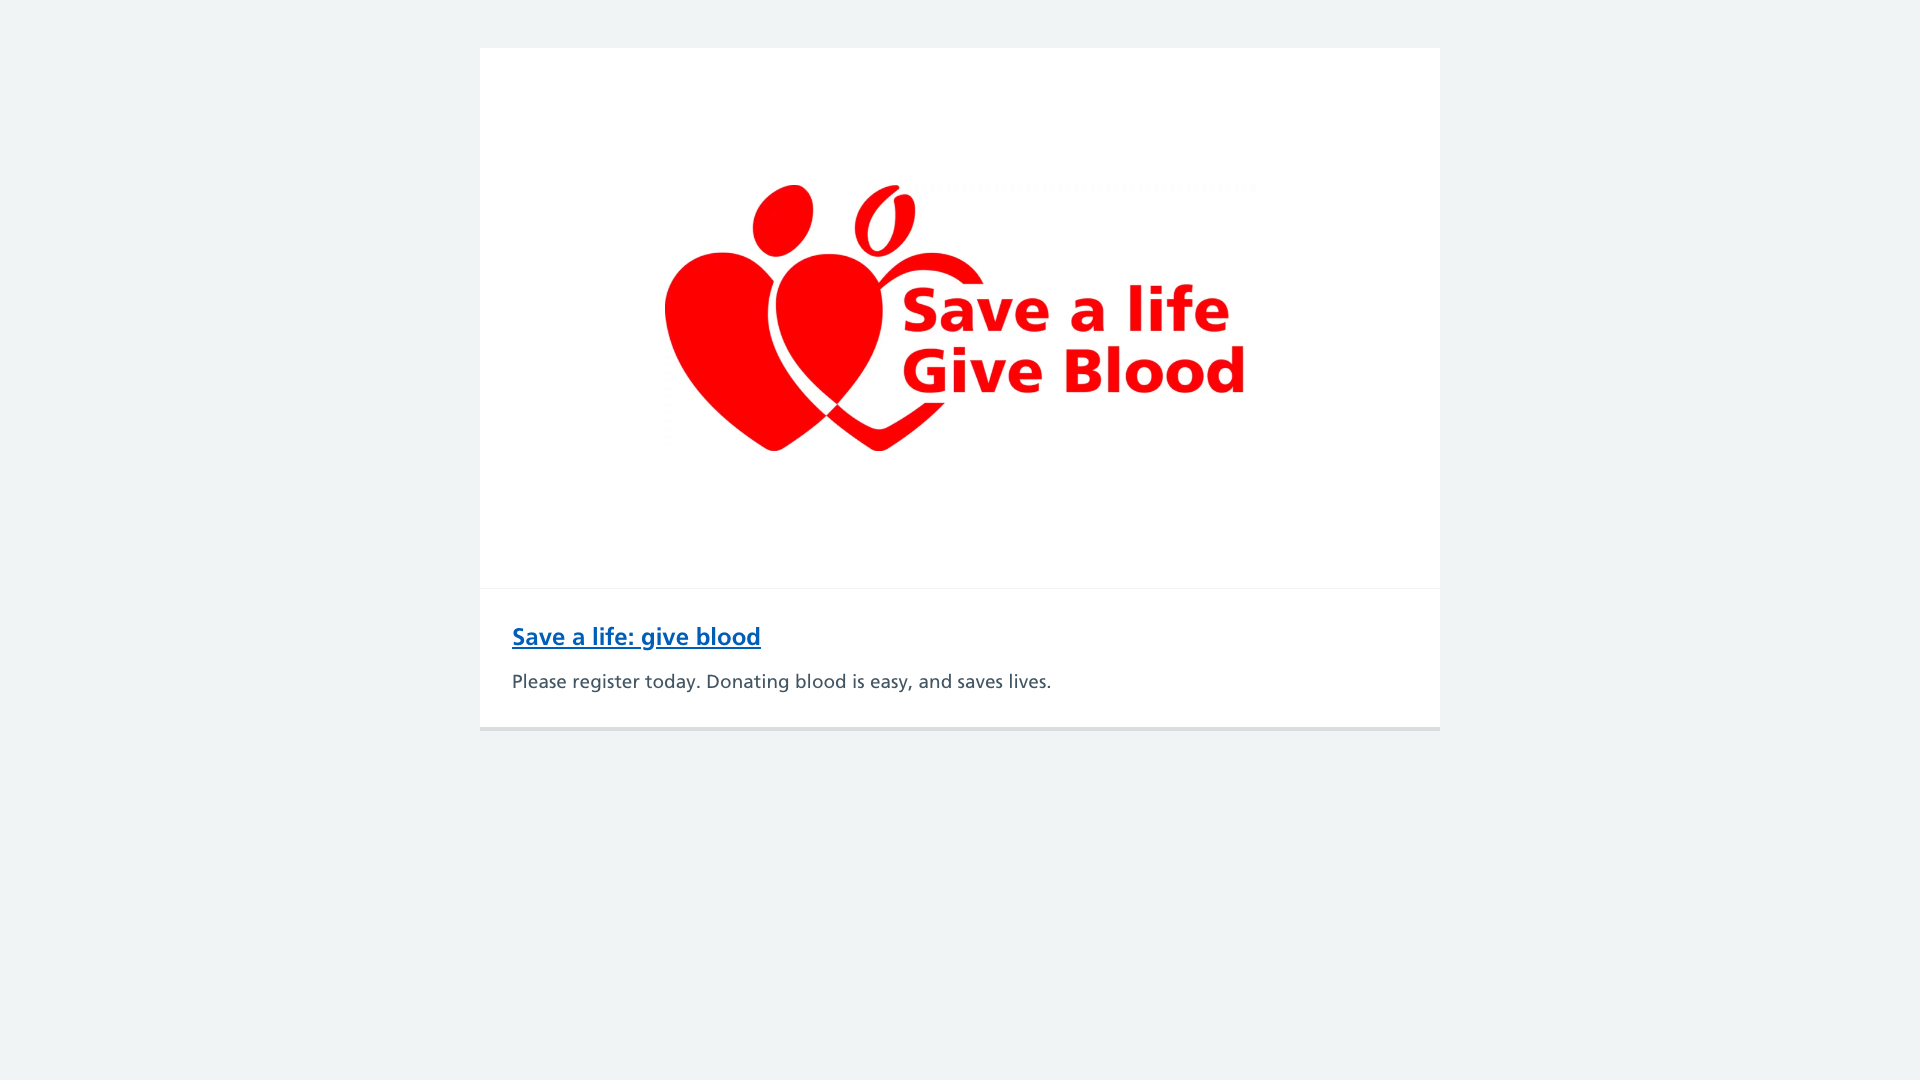 Save a life
Give Blood
Save a life: give blood
Please register today. Donating blood is easy, and saves lives.